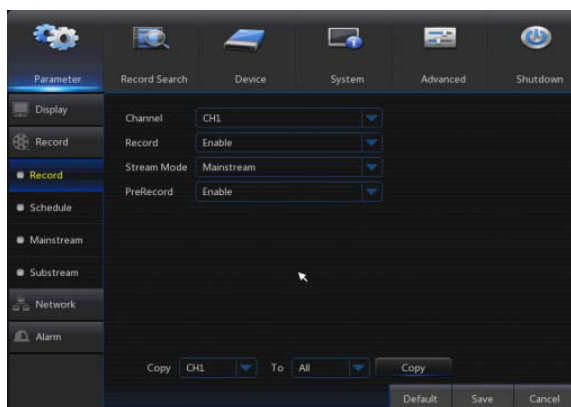 Parameter Record Search Device System Advanced Shutdown
Display
Record
Record
Schedule
Mainstream
Substream
Network
Alarm
Channel CH1
Record Enable
Stream Mode Mainstream
PreRecord Enable
Copy CH1 To All Copy
Default Save Cancel